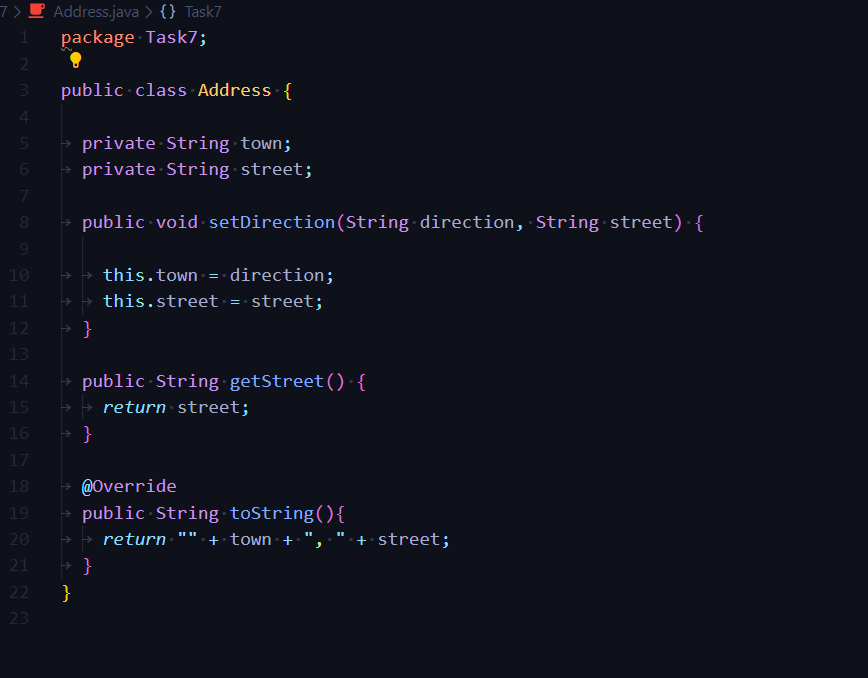 7 > Address.java > {} Task7
1 package Task7;
2
3 public class Address {
4
5 private String town;
6 private String street;
7
8 public void setDirection(String direction, String street) {
9
10 this.town = direction;
11 this.street = street;
12 }
13
14 public String getStreet() {
15 return street;
16 }
17
18 @Override
19 public String toString(){
20 return "" + town + ", " + street;
21 }
22 }
23